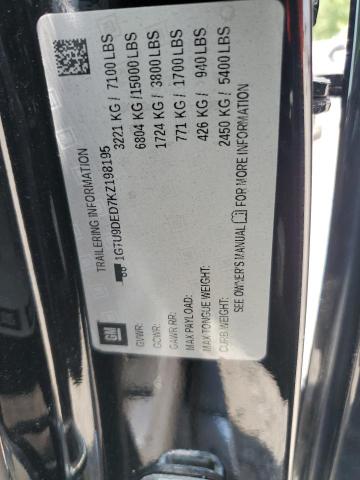 TRAILERING INFORMATION
1GTU9DED7KZ198195
GM
GVWR: 3221 KG / 7100 LBS
GCWR: 6804 KG /15000 LBS
GAWR RR: 1724 KG / 3800 LBS
MAX PAYLOAD: 771 KG / 1700 LBS
MAX TONGUE WEIGHT: 426 KG / 940 LBS
CURB WEIGHT: 2450 KG / 5400 LBS
SEE OWNER'S MANUAL FOR MORE INFORMATION